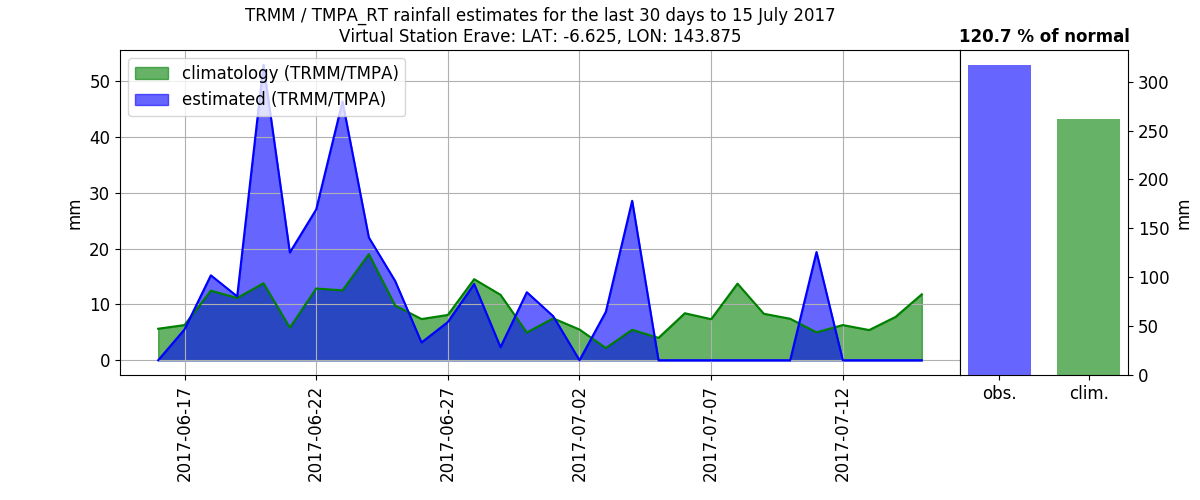 TRMM / TMPA_RT rainfall estimates for the last 30 days to 15 July 2017
Virtual Station Erave: LAT: -6.625, LON: 143.875
120.7 % of normal
climatology (TRMM/TMPA)
estimated (TRMM/TMPA)
50
40
30
20
10
0
mm
2017-06-17
2017-06-22
2017-06-27
2017-07-02
2017-07-07
2017-07-12
300
250
200
150
100
50
0
mm
obs.
clim.